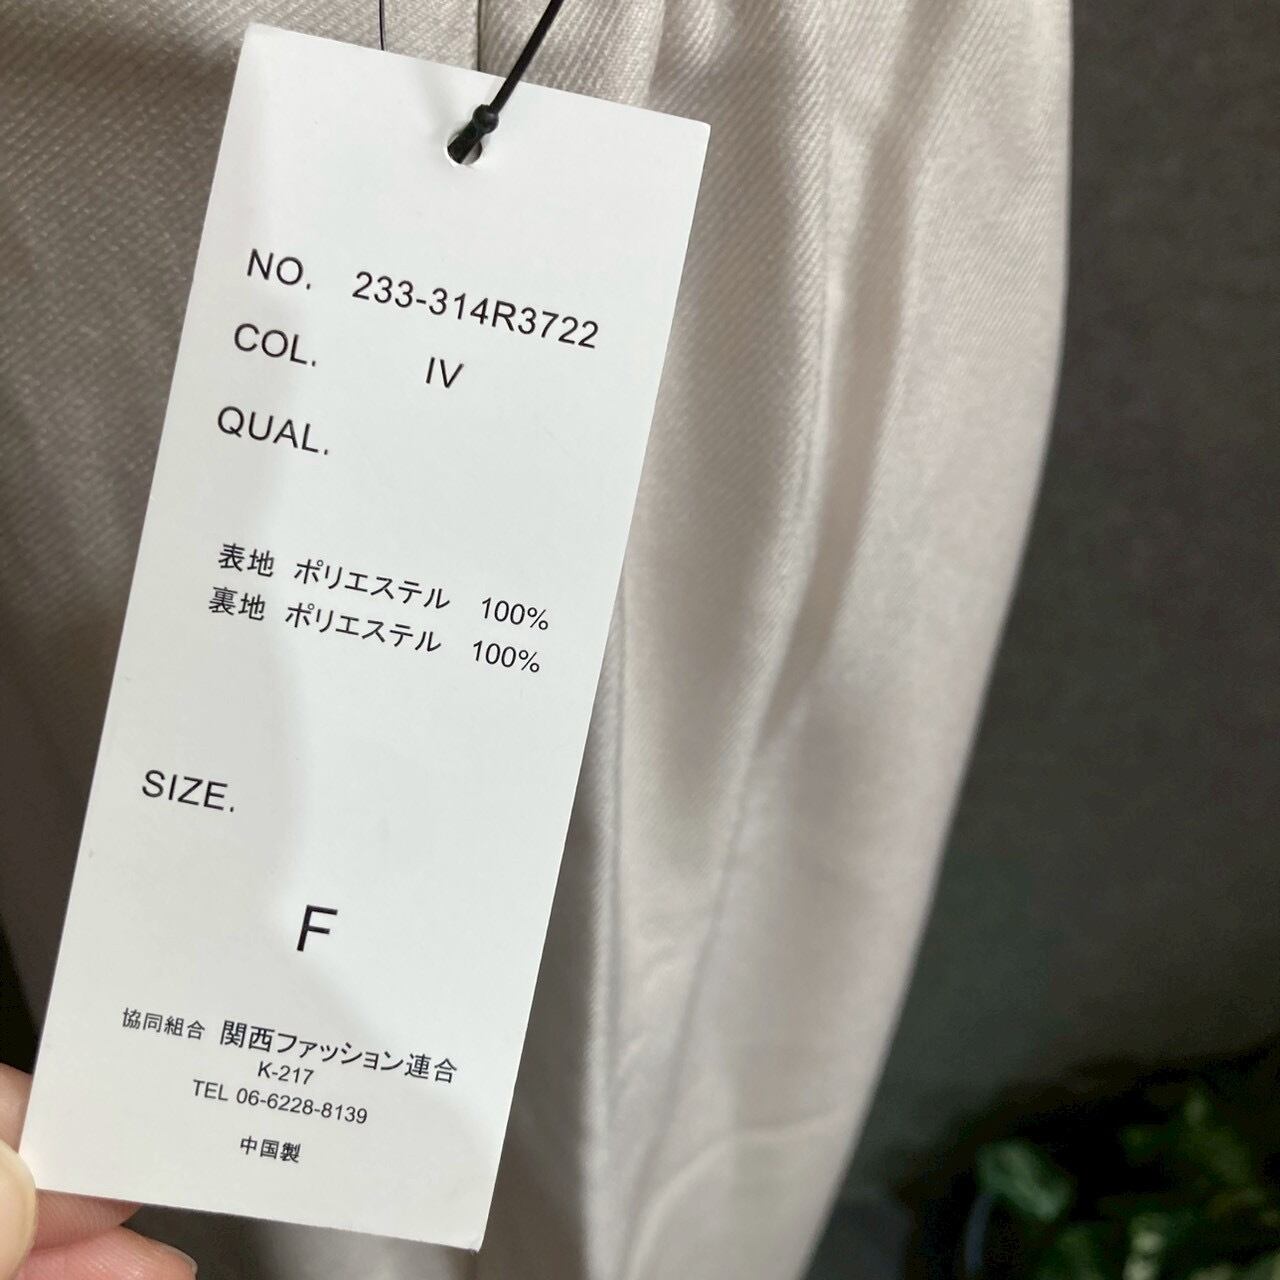 NO. 233-314R3722
COL. IV
QUAL.
表地 ポリエステル 100%
裏地 ポリエステル 100%
SIZE.
F
協同組合 関西ファッション連合
K-217
TEL 06-6228-8139
中国製